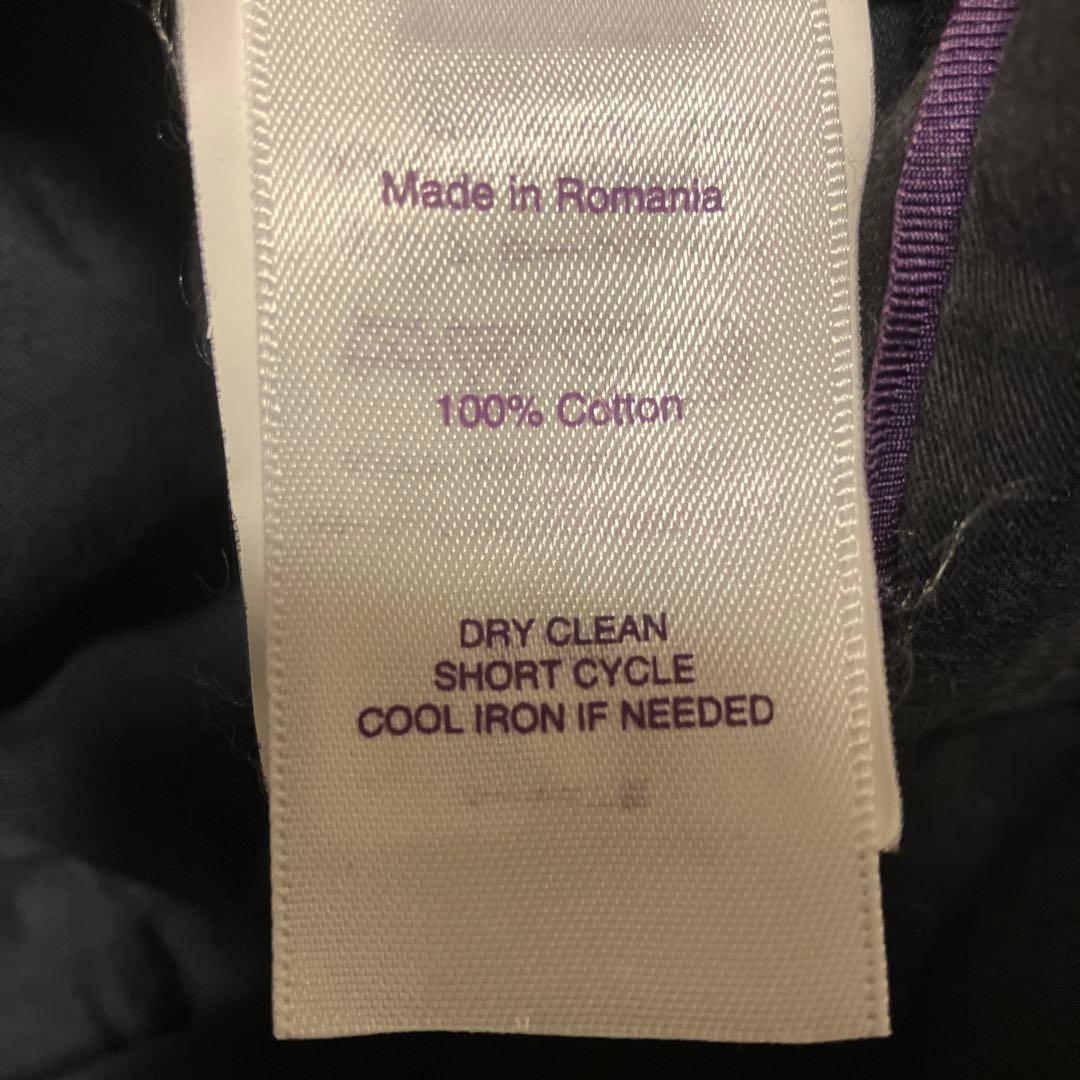 Made in Romania
100% Cotton
DRY CLEAN
SHORT CYCLE
COOL IRON IF NEEDED